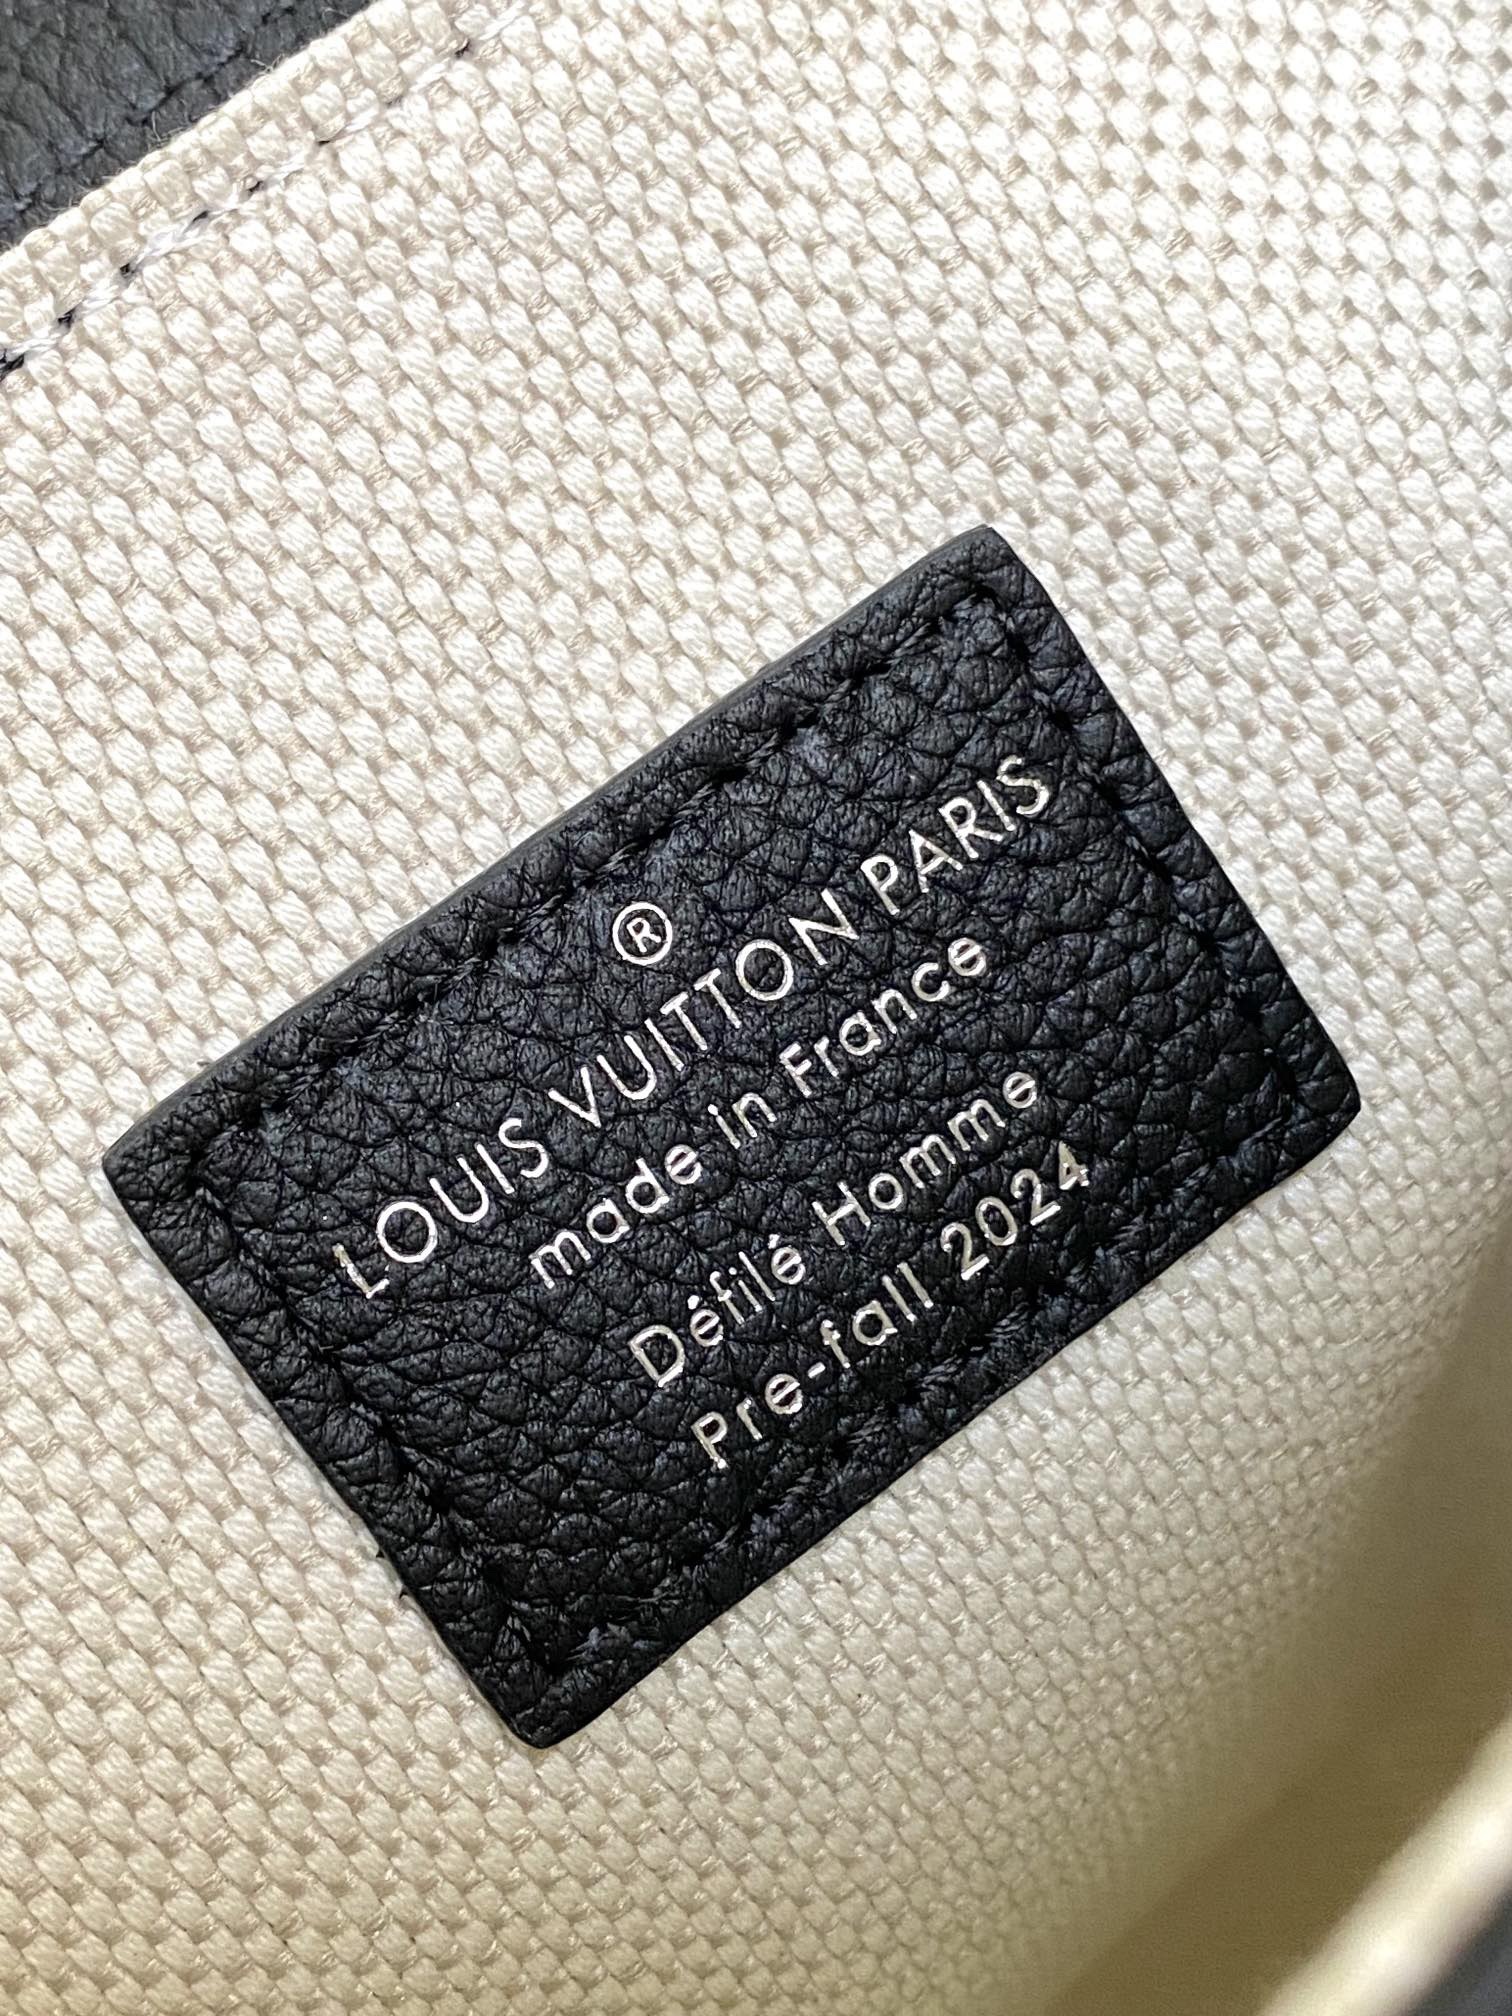 ®
LOUIS VUITTON PARIS
made in France
Défilé Homme
Pre-fall 2024